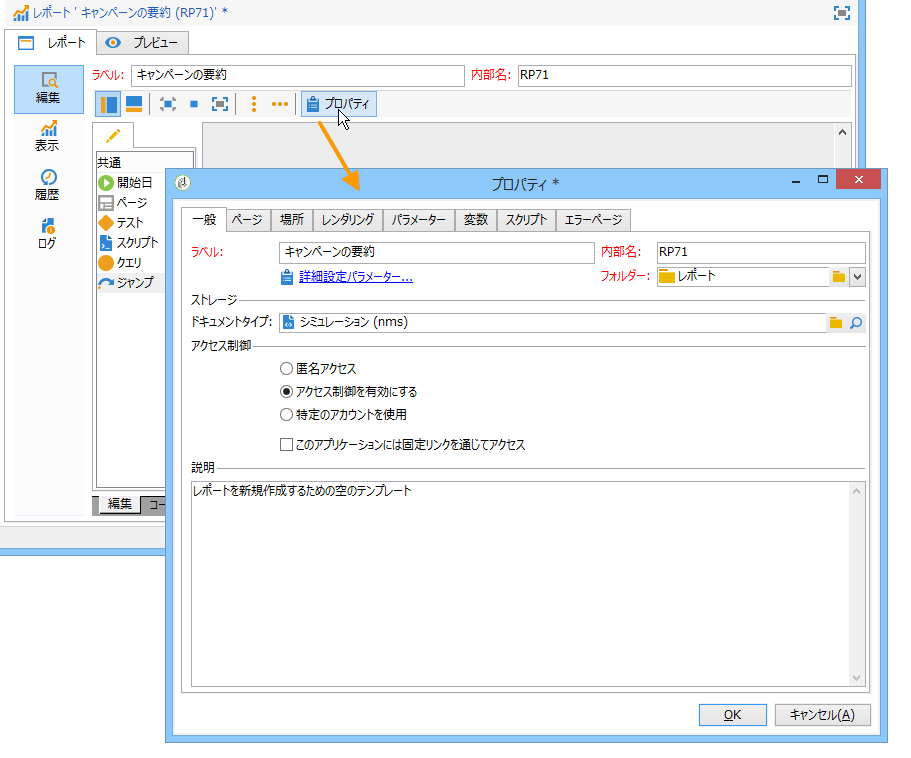 レポート ' キャンペーンの要約 (RP71)' *
レポート プレビュー
編集
表示
履歴
ログ
ラベル: キャンペーンの要約 内部名: RP71
プロパティ
共通
開始日
ページ
テスト
スクリプト
クエリ
ジャンプ
編集 コー
プロパティ *
一般 ページ 場所 レンダリング パラメーター 変数 スクリプト エラーページ
ラベル: キャンペーンの要約 内部名: RP71
詳細設定パラメーター... フォルダー: レポート
ストレージ
ドキュメントタイプ: シミュレーション (nms)
アクセス制御
匿名アクセス
アクセス制御を有効にする
特定のアカウントを使用
このアプリケーションには固定リンクを通じてアクセス
説明
レポートを新規作成するための空のテンプレート
OK キャンセル(A)